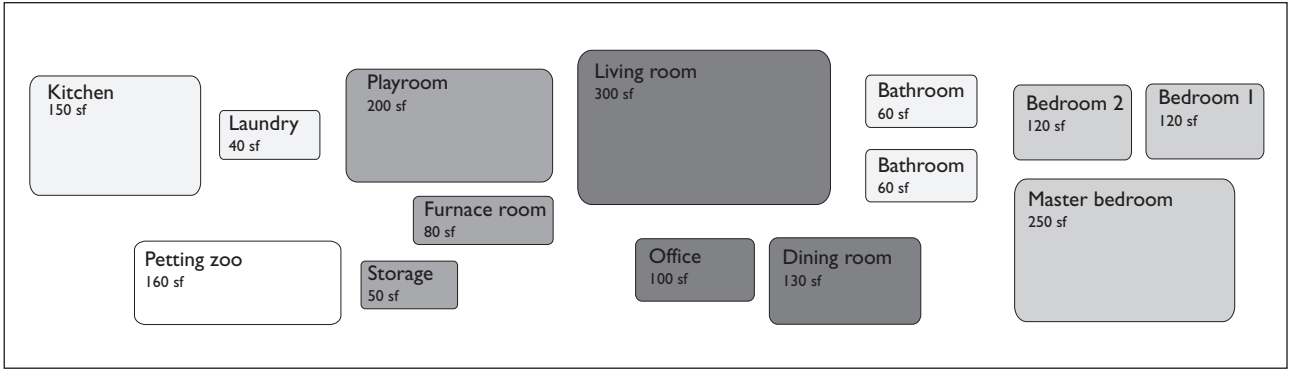 Kitchen
150 sf
Laundry
40 sf
Playroom
200 sf
Living room
300 sf
Bathroom
60 sf
Bedroom 2
120 sf
Bedroom 1
120 sf
Bathroom
60 sf
Master bedroom
250 sf
Furnace room
80 sf
Petting zoo
160 sf
Storage
50 sf
Office
100 sf
Dining room
130 sf